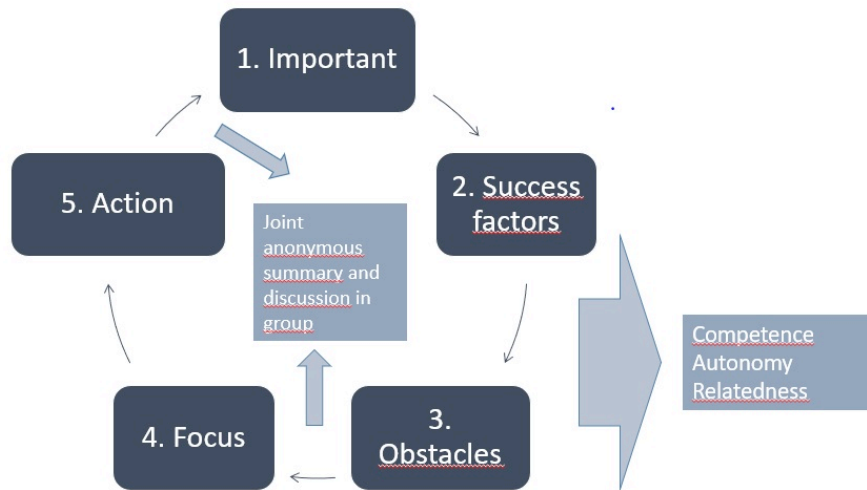 1. Important
2. Success
factors
5. Action
Joint
anonymous
summary and
discussion in
group
Competence
Autonomy
Relatedness
4. Focus
3.
Obstacles